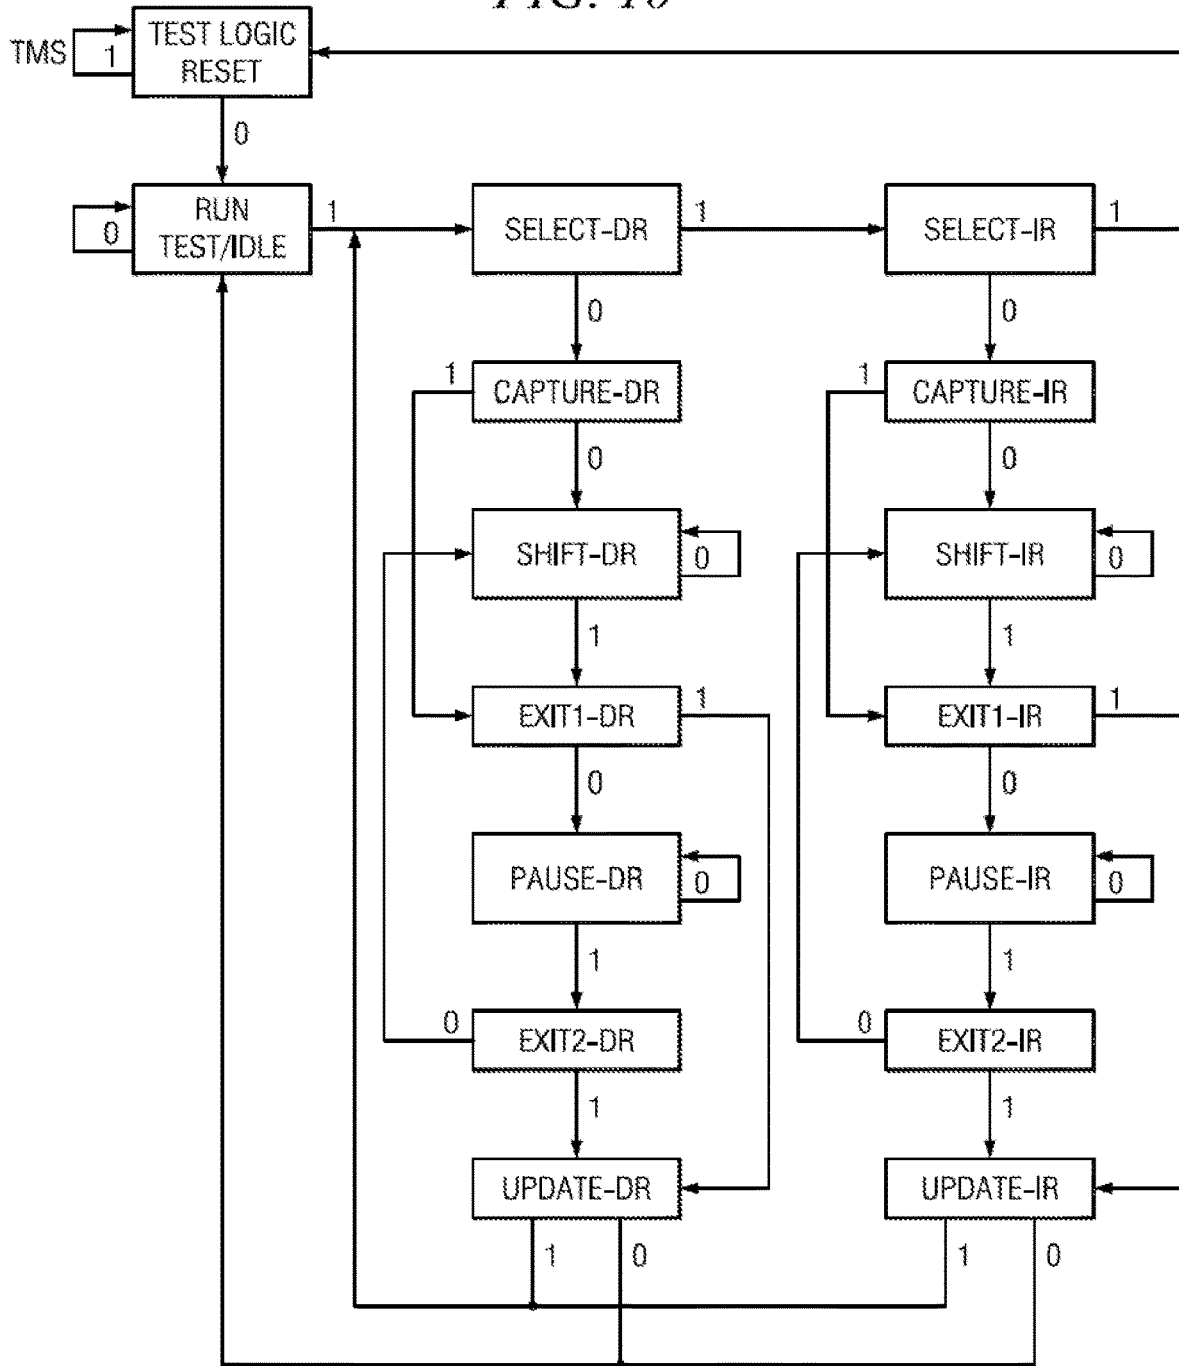 FIG. 10
TMS
1
TEST LOGIC
RESET
0
0
RUN
TEST/IDLE
1
SELECT-DR
1
SELECT-IR
1
0
0
1
CAPTURE-DR
1
CAPTURE-IR
0
0
SHIFT-DR
0
SHIFT-IR
0
1
1
EXIT1-DR
1
EXIT1-IR
1
0
0
PAUSE-DR
0
PAUSE-IR
0
1
1
0
EXIT2-DR
0
EXIT2-IR
1
1
UPDATE-DR
UPDATE-IR
1
0
1
0